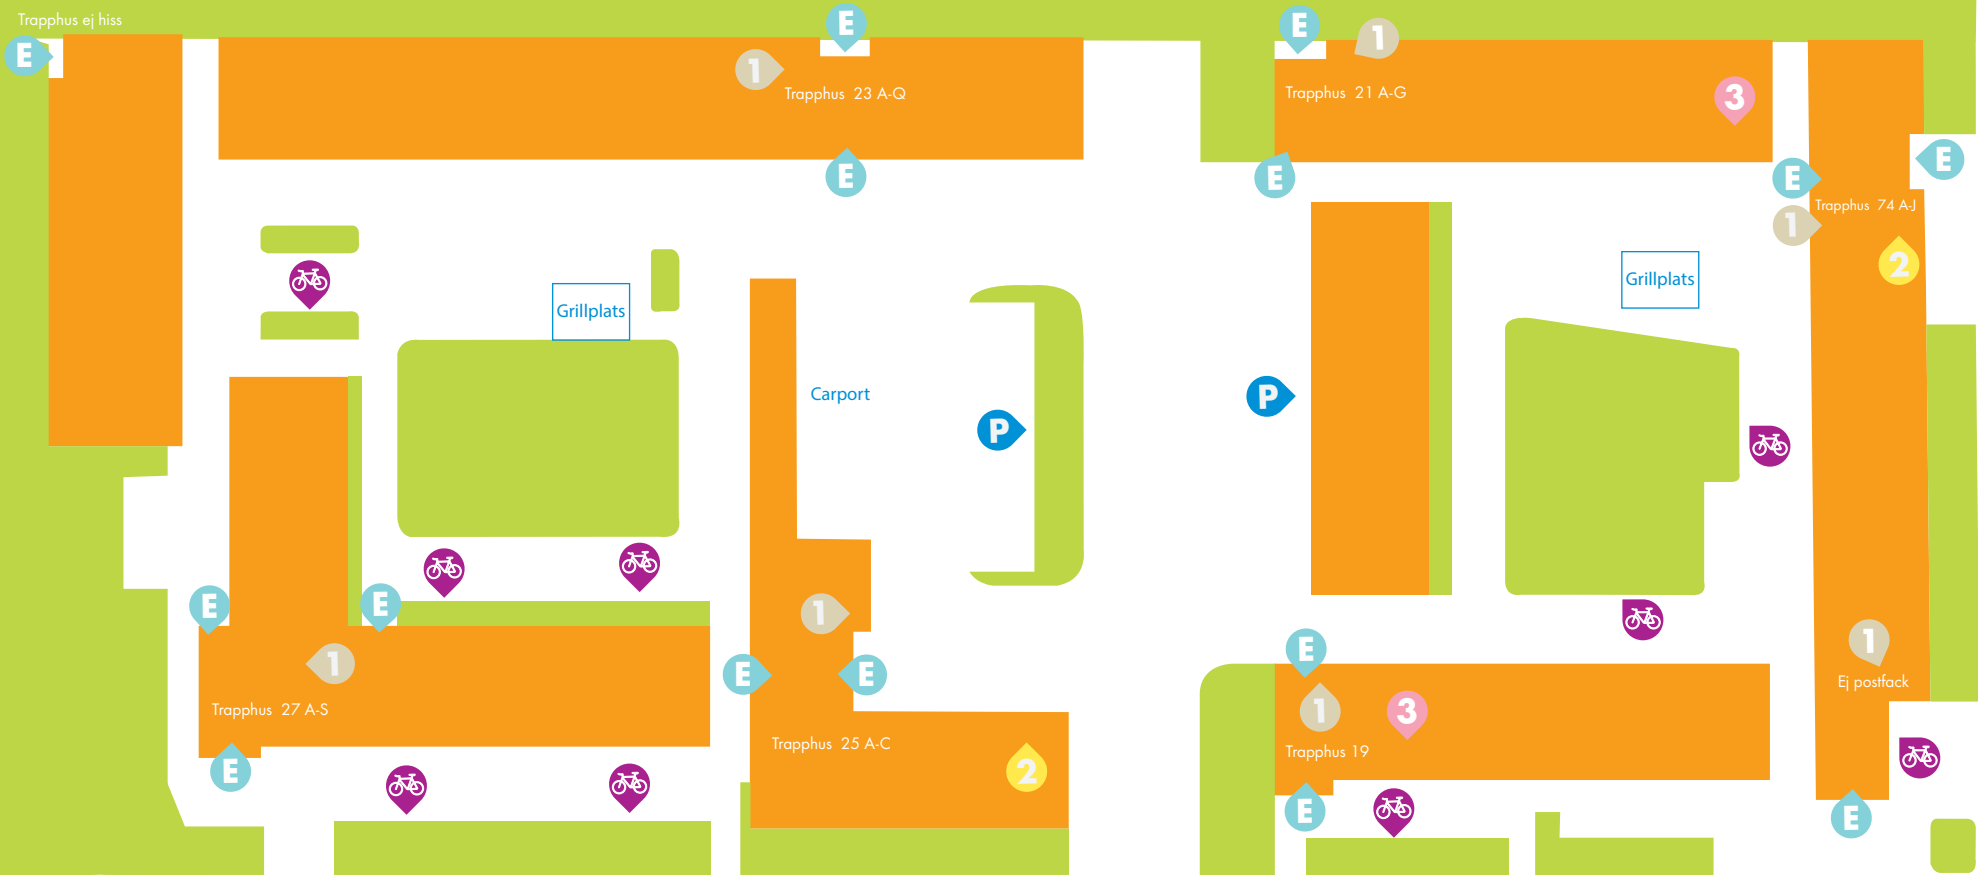 Trapphus ej hiss
E
E
E
1
1
E
Trapphus 23 A-Q
Trapphus 21 A-G
3
E
E
E
E
Trapphus 74 A-J
1
2
Grillplats
Grillplats
Carport
P
P
E
E
1
1
E
1
E
E
Trapphus 27 A-S
Ej postfack
1
3
Trapphus 25 A-C
Trapphus 19
E
2
E
E